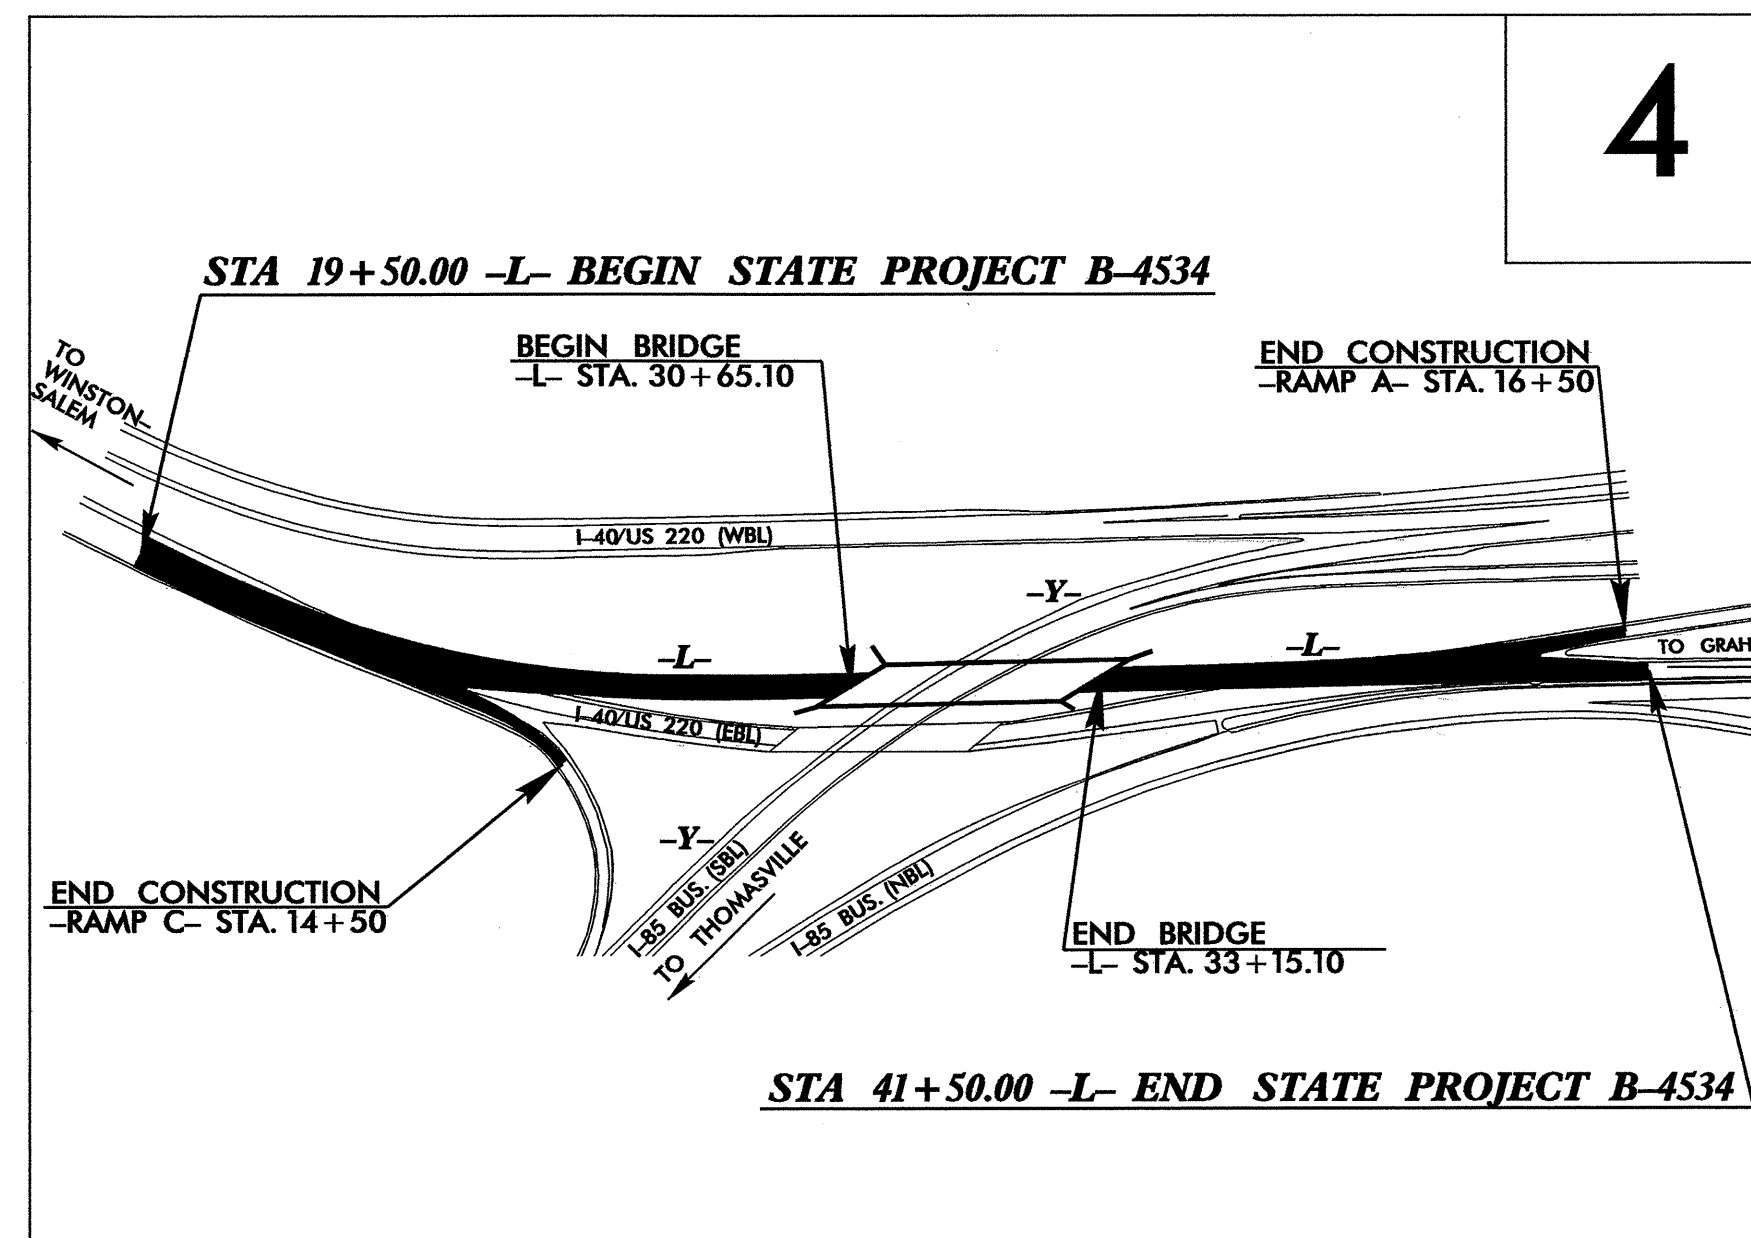 4
STA 19+50.00 –L– BEGIN STATE PROJECT B–4534
BEGIN BRIDGE
–L– STA. 30+65.10
END CONSTRUCTION
–RAMP A– STA. 16+50
TO
WINSTON–
SALEM
I–40/US 220 (WBL)
–Y–
–L–
–L–
TO GRAH
I–40/US 220 (EBL)
–Y–
I–85 BUS. (SBL)
TO THOMASVILLE
I–85 BUS. (NBL)
END CONSTRUCTION
–RAMP C– STA. 14+50
END BRIDGE
–L– STA. 33+15.10
STA 41+50.00 –L– END STATE PROJECT B–4534